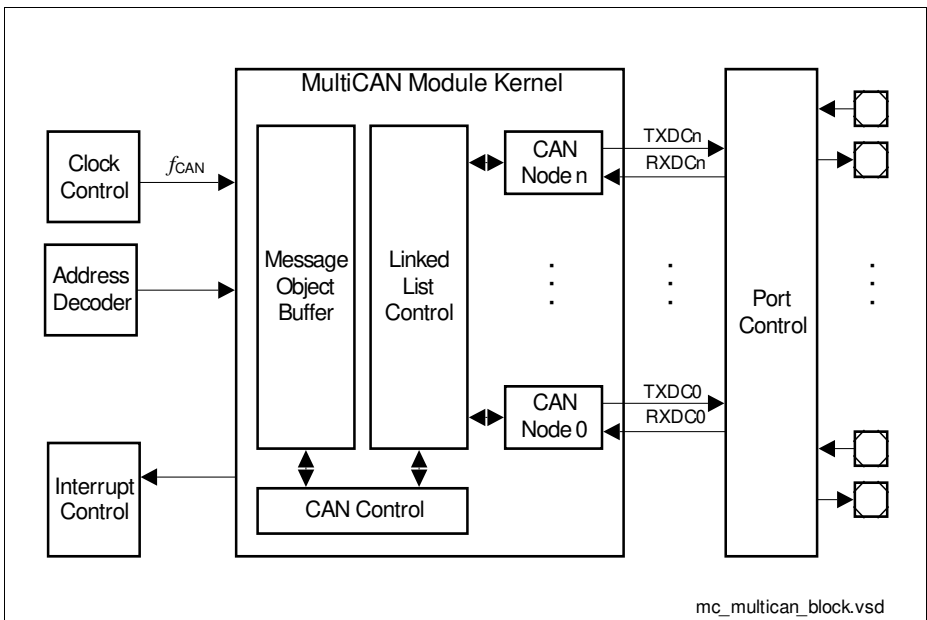 MultiCAN Module Kernel
Clock
Control
fCAN
Address
Decoder
Interrupt
Control
Message
Object
Buffer
Linked
List
Control
CAN Control
CAN
Node n
CAN
Node 0
TXDCn
RXDCn
TXDC0
RXDC0
Port
Control
mc_multican_block.vsd